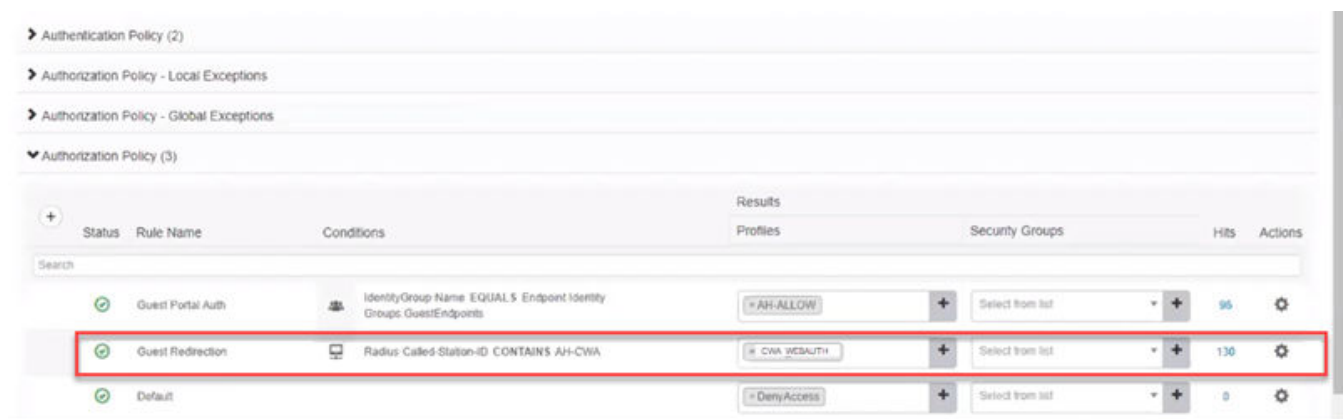 Authentication Policy (2)
Authorization Policy - Local Exceptions
Authorization Policy - Global Exceptions
Authorization Policy (3)
Results
+ Status Rule Name Conditions Profiles Security Groups Hits Actions
Search
Guest Portal Auth IdentityGroup·Name EQUALS Endpoint Identity × AH-ALLOW + Select from list + 96
Groups:GuestEndpoints
Guest Redirection Radius·Called-Station-ID CONTAINS AH-CWA × CWA_WEBAUTH + Select from list + 130
Default × DenyAccess + Select from list + 0